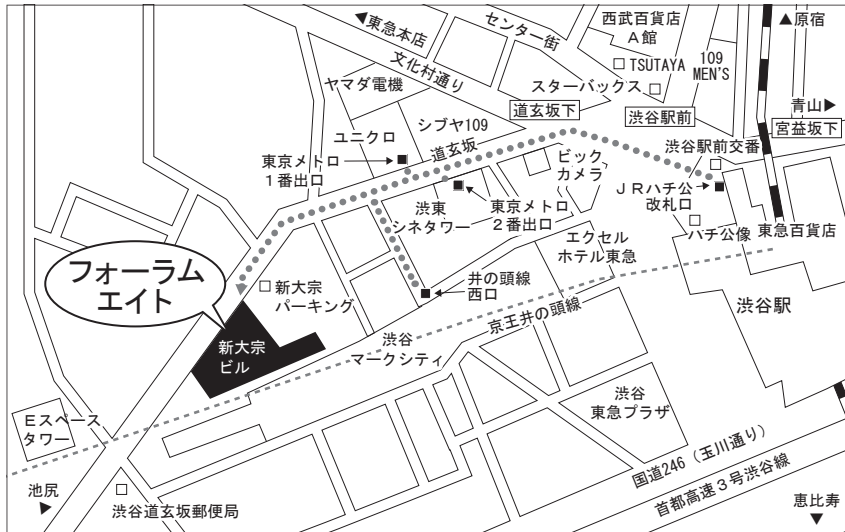 ◀東急本店
センター街
西武百貨店
A館
▲原宿
文化村通り
TSUTAYA
109
MEN'S
ヤマダ電機
スターバックス
青山▶
道玄坂下
渋谷駅前
宮益坂下
ユニクロ
シブヤ109
道玄坂
渋谷駅前交番
東京メトロ
1番出口
ビック
カメラ
JRハチ公
改札口
渋東
シネタワー
東京メトロ
2番出口
ハチ公像
東急百貨店
エクセル
ホテル東急
フォーラム
エイト
新大宗
パーキング
井の頭線
西口
京王井の頭線
渋谷駅
新大宗
ビル
渋谷
マークシティ
渋谷
東急プラザ
Eスペース
タワー
国道246(玉川通り)
首都高速3号渋谷線
池尻
渋谷道玄坂郵便局
恵比寿